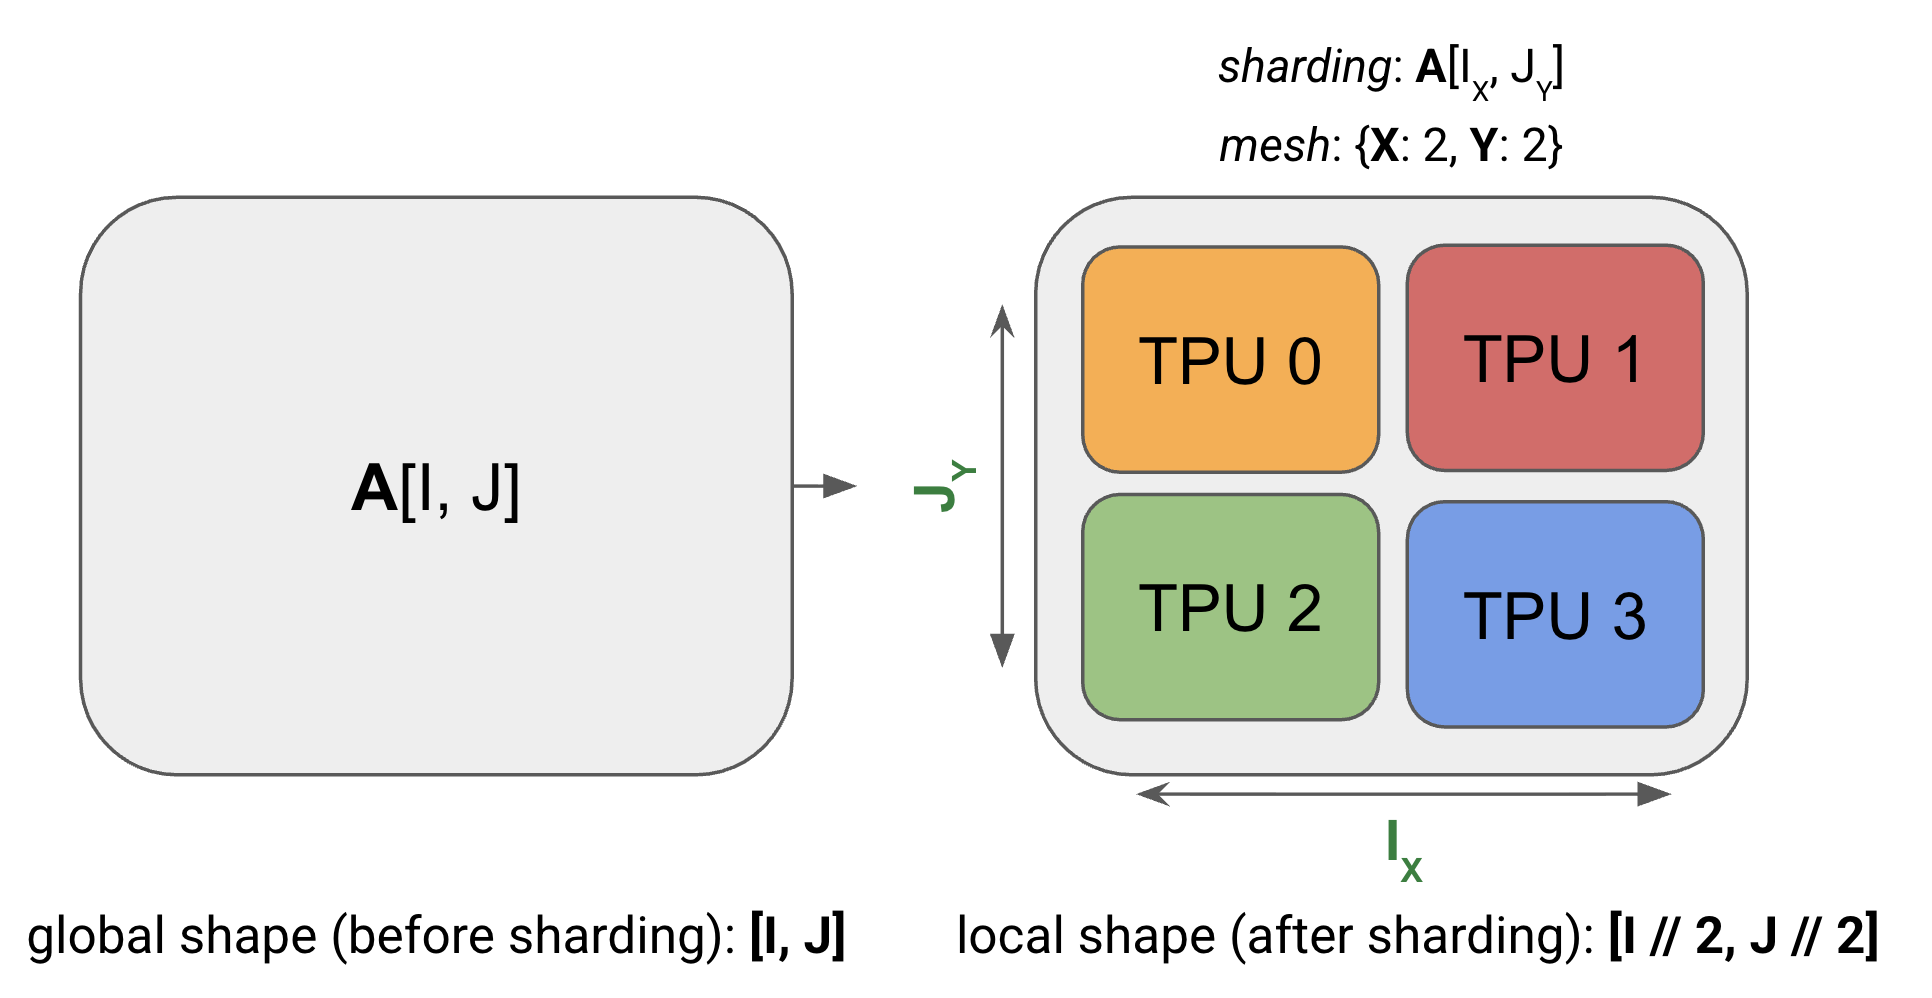 sharding: A[I_X, J_Y]
mesh: {X: 2, Y: 2}
A[I, J]
TPU 0
TPU 1
J_Y
TPU 2
TPU 3
I_X
global shape (before sharding): [I, J]
local shape (after sharding): [I // 2, J // 2]